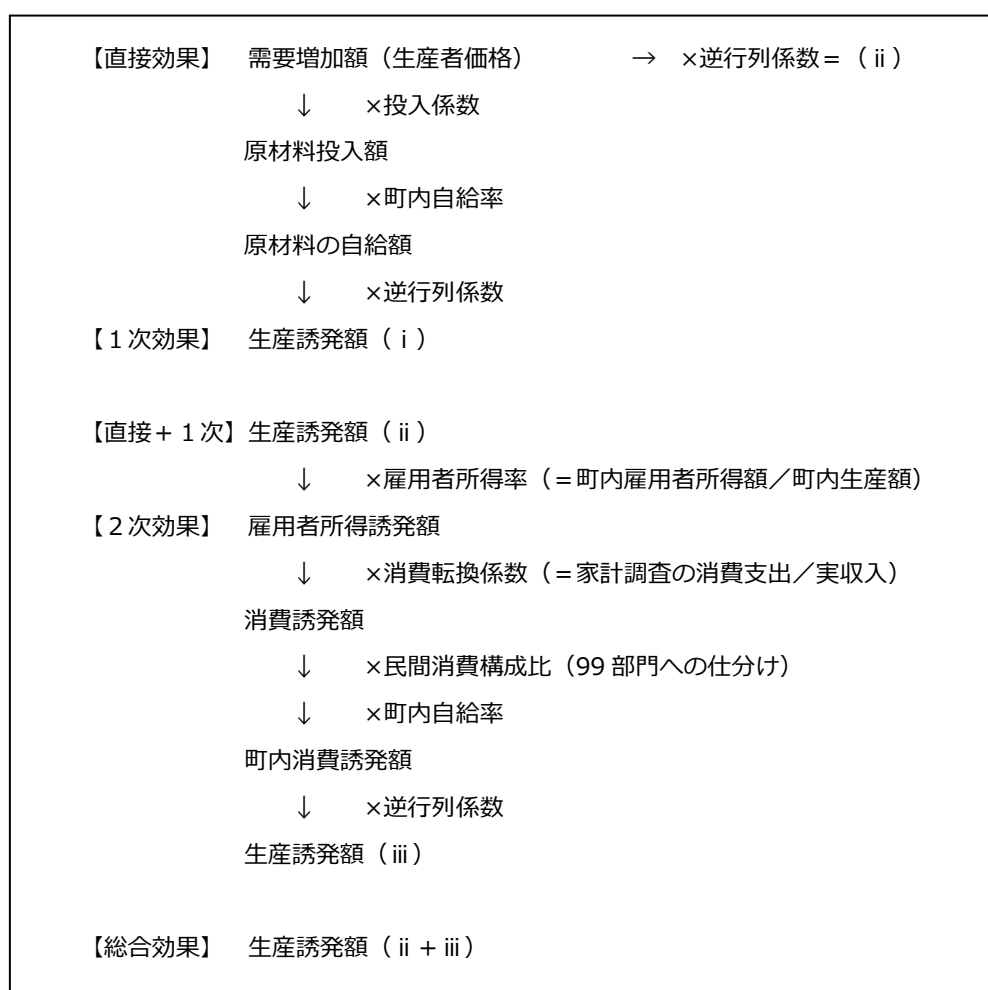 【直接効果】 需要増加額（生産者価格） → ×逆行列係数＝（ⅱ）
↓ ×投入係数
原材料投入額
↓ ×町内自給率
原材料の自給額
↓ ×逆行列係数
【１次効果】 生産誘発額（ⅰ）
【直接＋１次】生産誘発額（ⅱ）
↓ ×雇用者所得率（＝町内雇用者所得額／町内生産額）
【２次効果】 雇用者所得誘発額
↓ ×消費転換係数（＝家計調査の消費支出／実収入）
消費誘発額
↓ ×民間消費構成比（99 部門への仕分け）
↓ ×町内自給率
町内消費誘発額
↓ ×逆行列係数
生産誘発額（ⅲ）
【総合効果】 生産誘発額（ⅱ＋ⅲ）